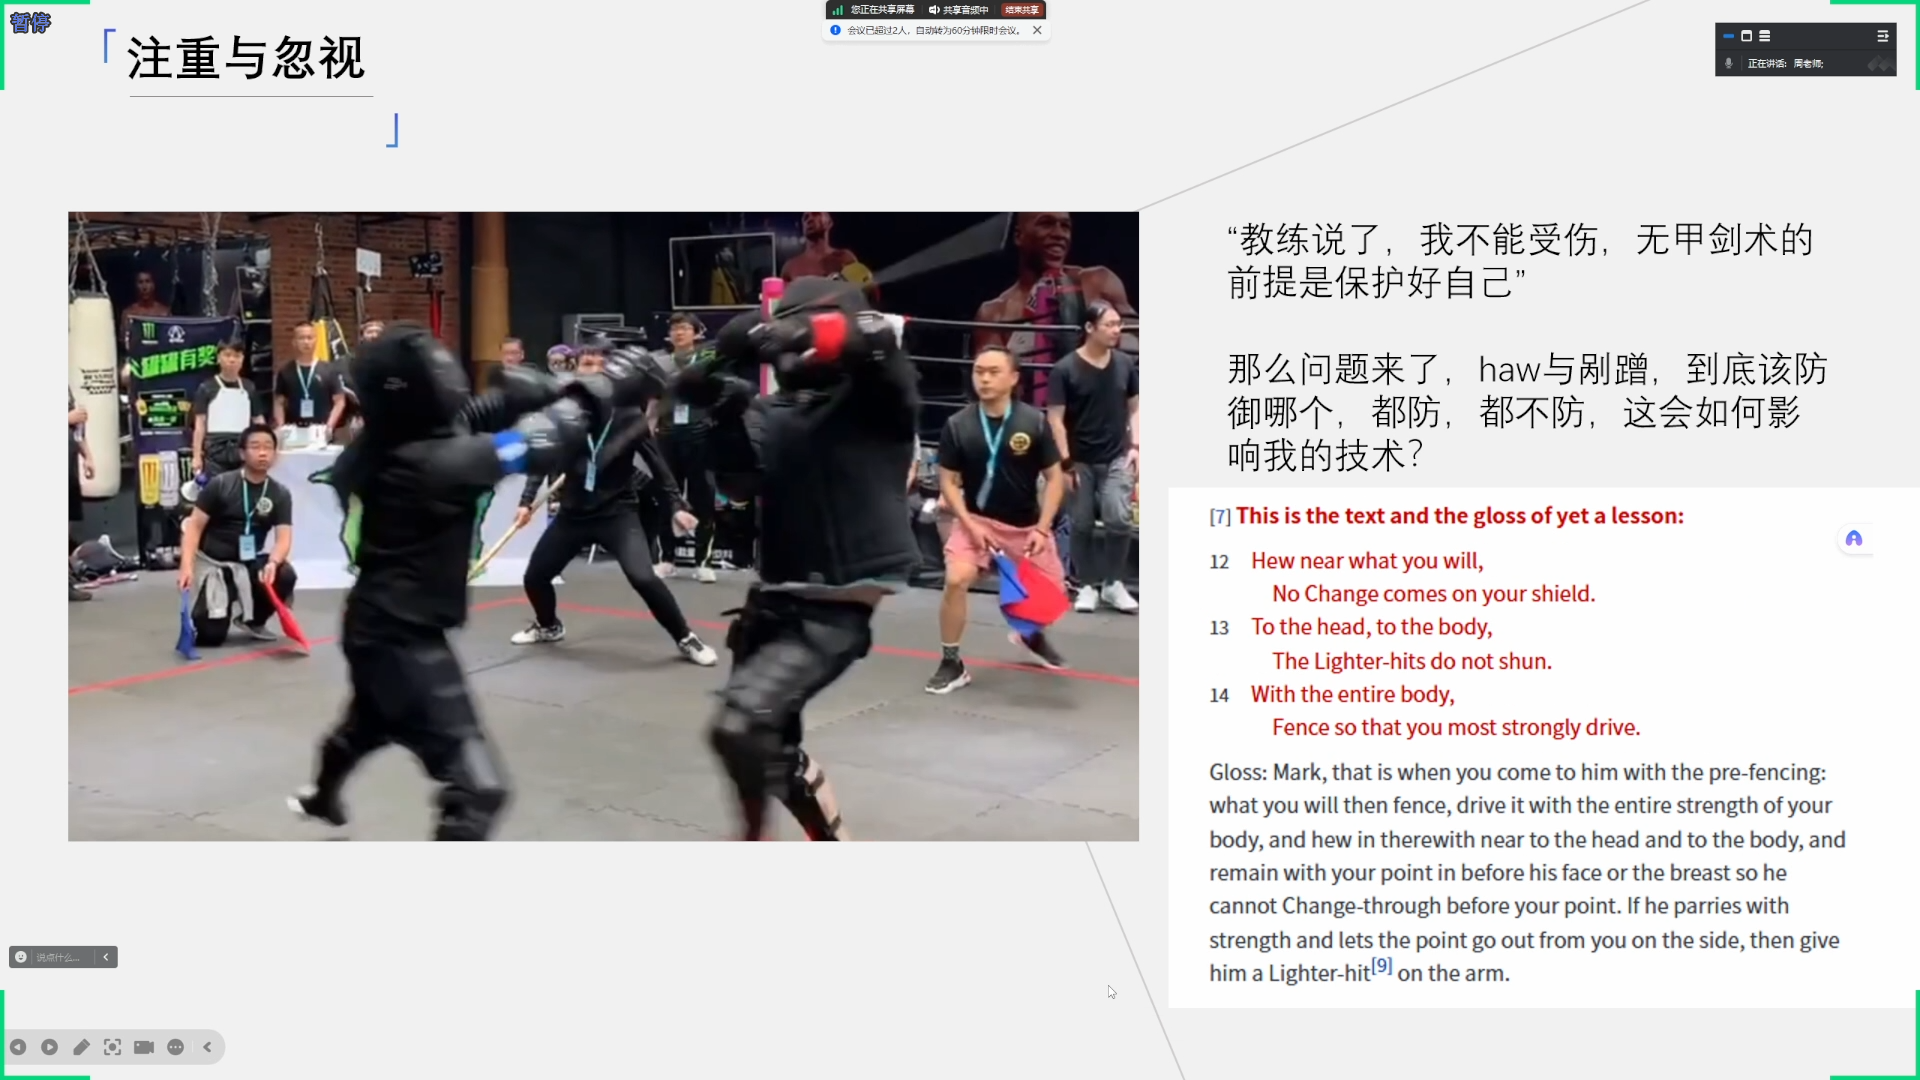 暂停
您正在共享屏幕
共享音频中
结束共享
会议已超过2人，自动转为60分钟限时会议。
正在讲话: 周老师;
注重与忽视
“教练说了，我不能受伤，无甲剑术的
前提是保护好自己”
那么问题来了，haw与剐蹭，到底该防
御哪个，都防，都不防，这会如何影
响我的技术？
[7] This is the text and the gloss of yet a lesson:
12 Hew near what you will,
No Change comes on your shield.
13 To the head, to the body,
The Lighter-hits do not shun.
14 With the entire body,
Fence so that you most strongly drive.
Gloss: Mark, that is when you come to him with the pre-fencing:
what you will then fence, drive it with the entire strength of your
body, and hew in therewith near to the head and to the body, and
remain with your point in before his face or the breast so he
cannot Change-through before your point. If he parries with
strength and lets the point go out from you on the side, then give
him a Lighter-hit[9] on the arm.
说点什么...